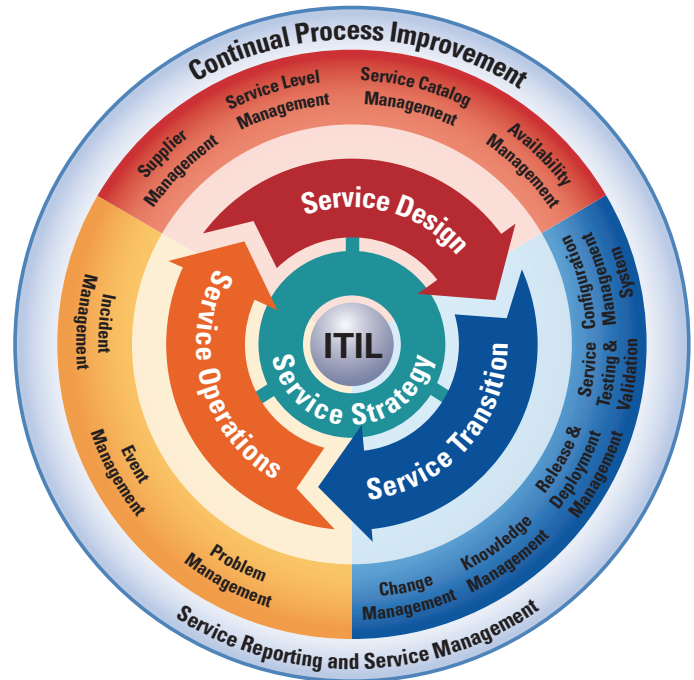 Continual Process Improvement
Supplier
Management
Service Level
Management
Service Catalog
Management
Availability
Management
Service Design
Configuration
Management
System
Service
Testing &
Validation
Release &
Deployment
Management
Knowledge
Management
Change
Management
Service Transition
Service Operations
Incident
Management
Event
Management
Problem
Management
ITIL
Service Strategy
Service Reporting and Service Management